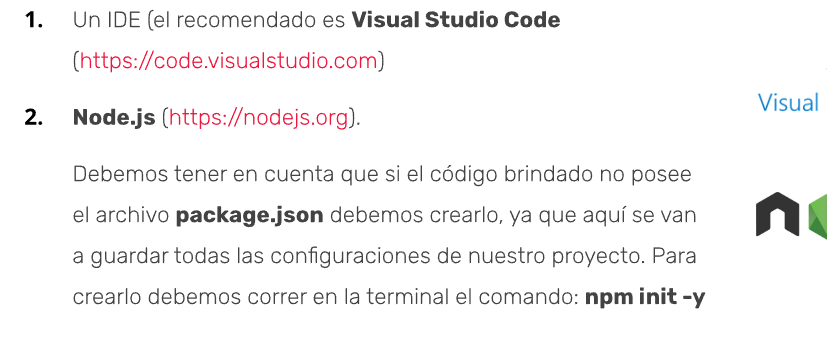 1. Un IDE (el recomendado es Visual Studio Code
(https://code.visualstudio.com)
Visual
2. Node.js (https://nodejs.org).
Debemos tener en cuenta que si el código brindado no posee
el archivo package.json debemos crearlo, ya que aquí se van
a guardar todas las configuraciones de nuestro proyecto. Para
crearlo debemos correr en la terminal el comando: npm init -y